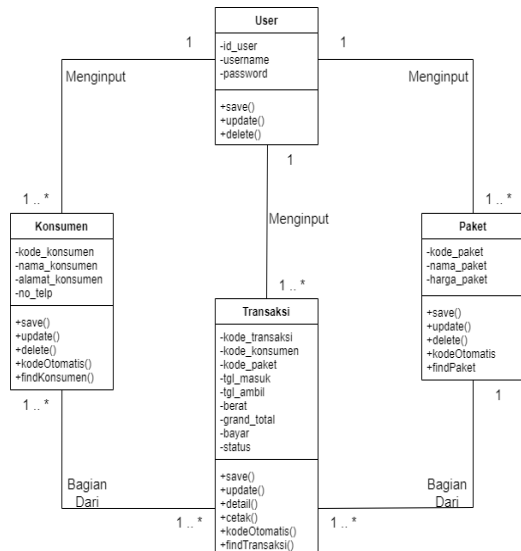 User
-id_user
-username
-password
+save()
+update()
+delete()
1
1
1
Menginput
Menginput
Menginput
1 .. *
1 .. *
1 .. *
Konsumen
-kode_konsumen
-nama_konsumen
-alamat_konsumen
-no_telp
+save()
+update()
+delete()
+kodeOtomatis()
+findKonsumen()
1 .. *
Paket
-kode_paket
-nama_paket
-harga_paket
+save()
+update()
+delete()
+kodeOtomatis
+findPaket
1
Transaksi
-kode_transaksi
-kode_konsumen
-kode_paket
-tgl_masuk
-tgl_ambil
-berat
-grand_total
-bayar
-status
+save()
+update()
+detail()
+cetak()
+kodeOtomatis()
+findTransaksi()
Bagian
Dari
1 .. *
Bagian
Dari
1 .. *